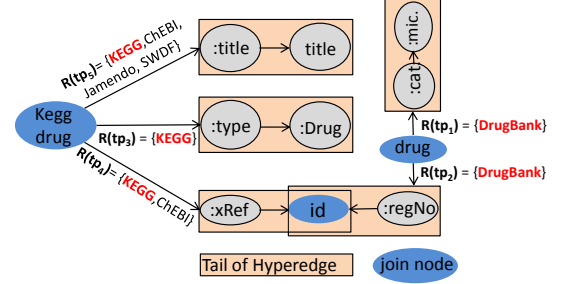 R(tp₅)= {KEGG,ChEBI,
Jamendo, SWDF}
:title
title
:mic.
:cat
Kegg
drug
R(tp₃) = {KEGG}
:type
:Drug
R(tp₁) = {DrugBank}
drug
R(tp₂) = {DrugBank}
R(tp₄)= {KEGG,ChEBI}
:xRef
id
:regNo
Tail of Hyperedge
join node